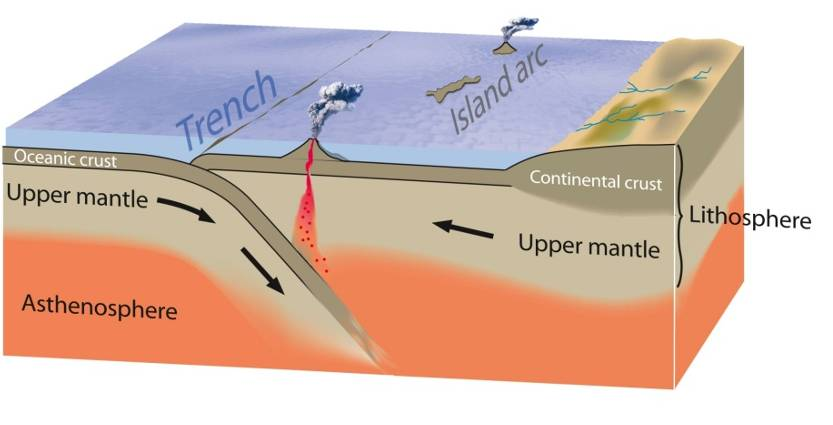 Trench
Island arc
Oceanic crust
Continental crust
Upper mantle
Lithosphere
Upper mantle
Asthenosphere